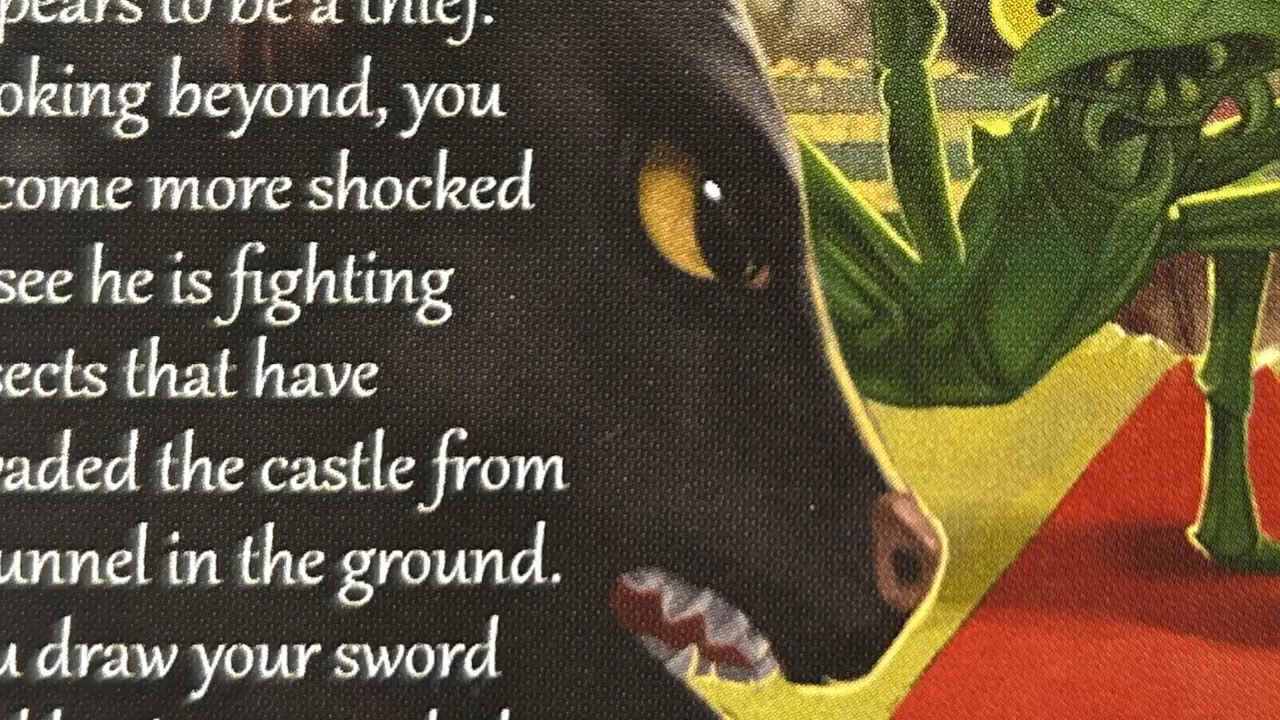 pears to be a thief.
oking beyond, you
come more shocked
see he is fighting
sects that have
vaded the castle from
unnel in the ground.
u draw your sword